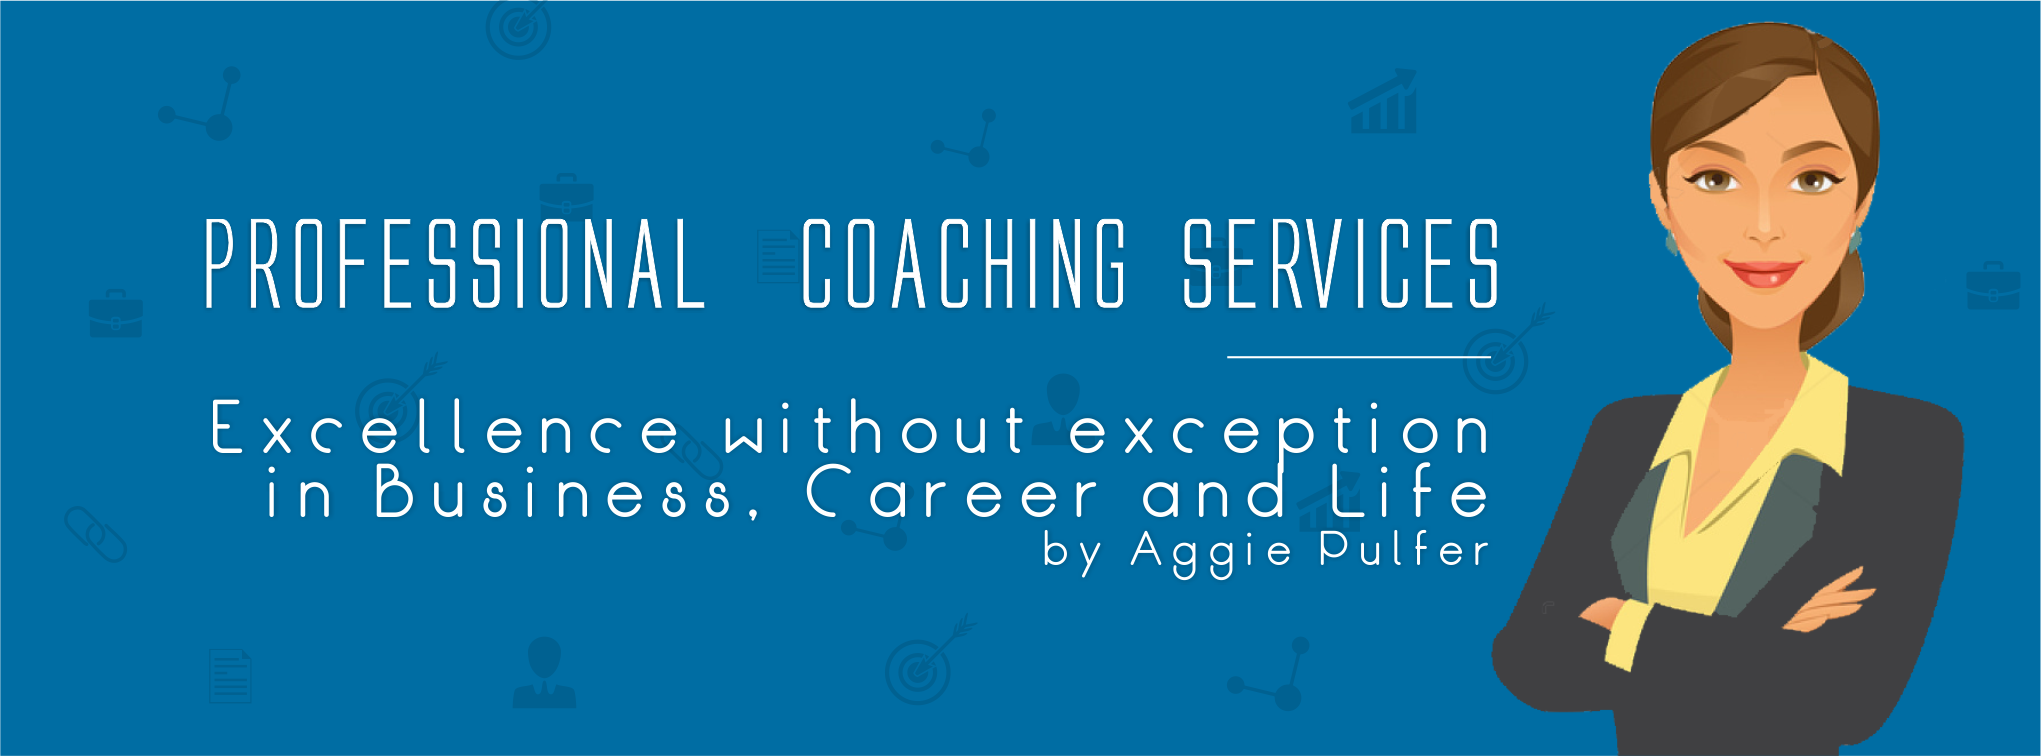 PROFESSIONAL COACHING SERVICES
Excellence without exception
in Business, Career and Life
by Aggie Pulfer